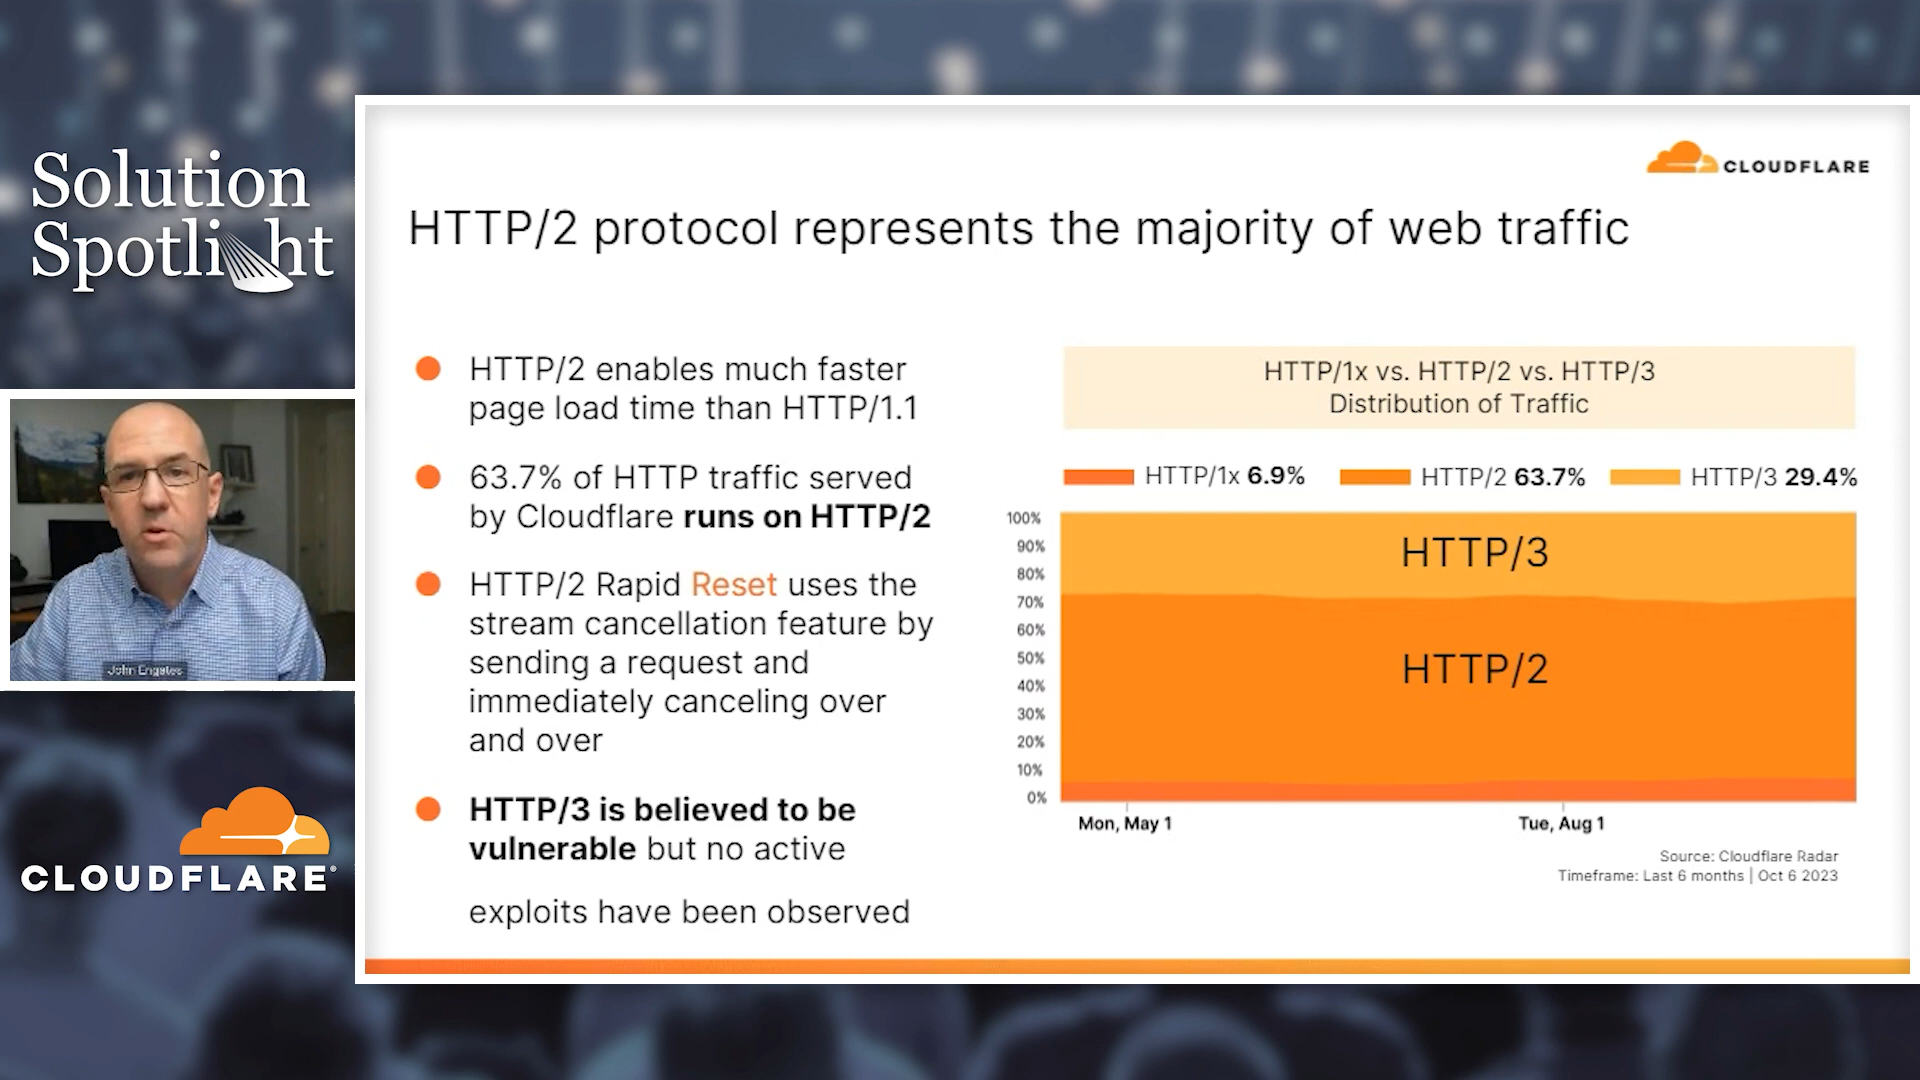 Solution
Spotlight
John Engates
CLOUDFLARE
CLOUDFLARE
HTTP/2 protocol represents the majority of web traffic
HTTP/2 enables much faster
page load time than HTTP/1.1
63.7% of HTTP traffic served
by Cloudflare runs on HTTP/2
HTTP/2 Rapid Reset uses the
stream cancellation feature by
sending a request and
immediately canceling over
and over
HTTP/3 is believed to be
vulnerable but no active
exploits have been observed
HTTP/1x vs. HTTP/2 vs. HTTP/3
Distribution of Traffic
HTTP/1x 6.9% HTTP/2 63.7% HTTP/3 29.4%
100%
90%
80%
70%
60%
50%
40%
30%
20%
10%
0%
HTTP/3
HTTP/2
Mon, May 1 Tue, Aug 1
Source: Cloudflare Radar
Timeframe: Last 6 months | Oct 6 2023